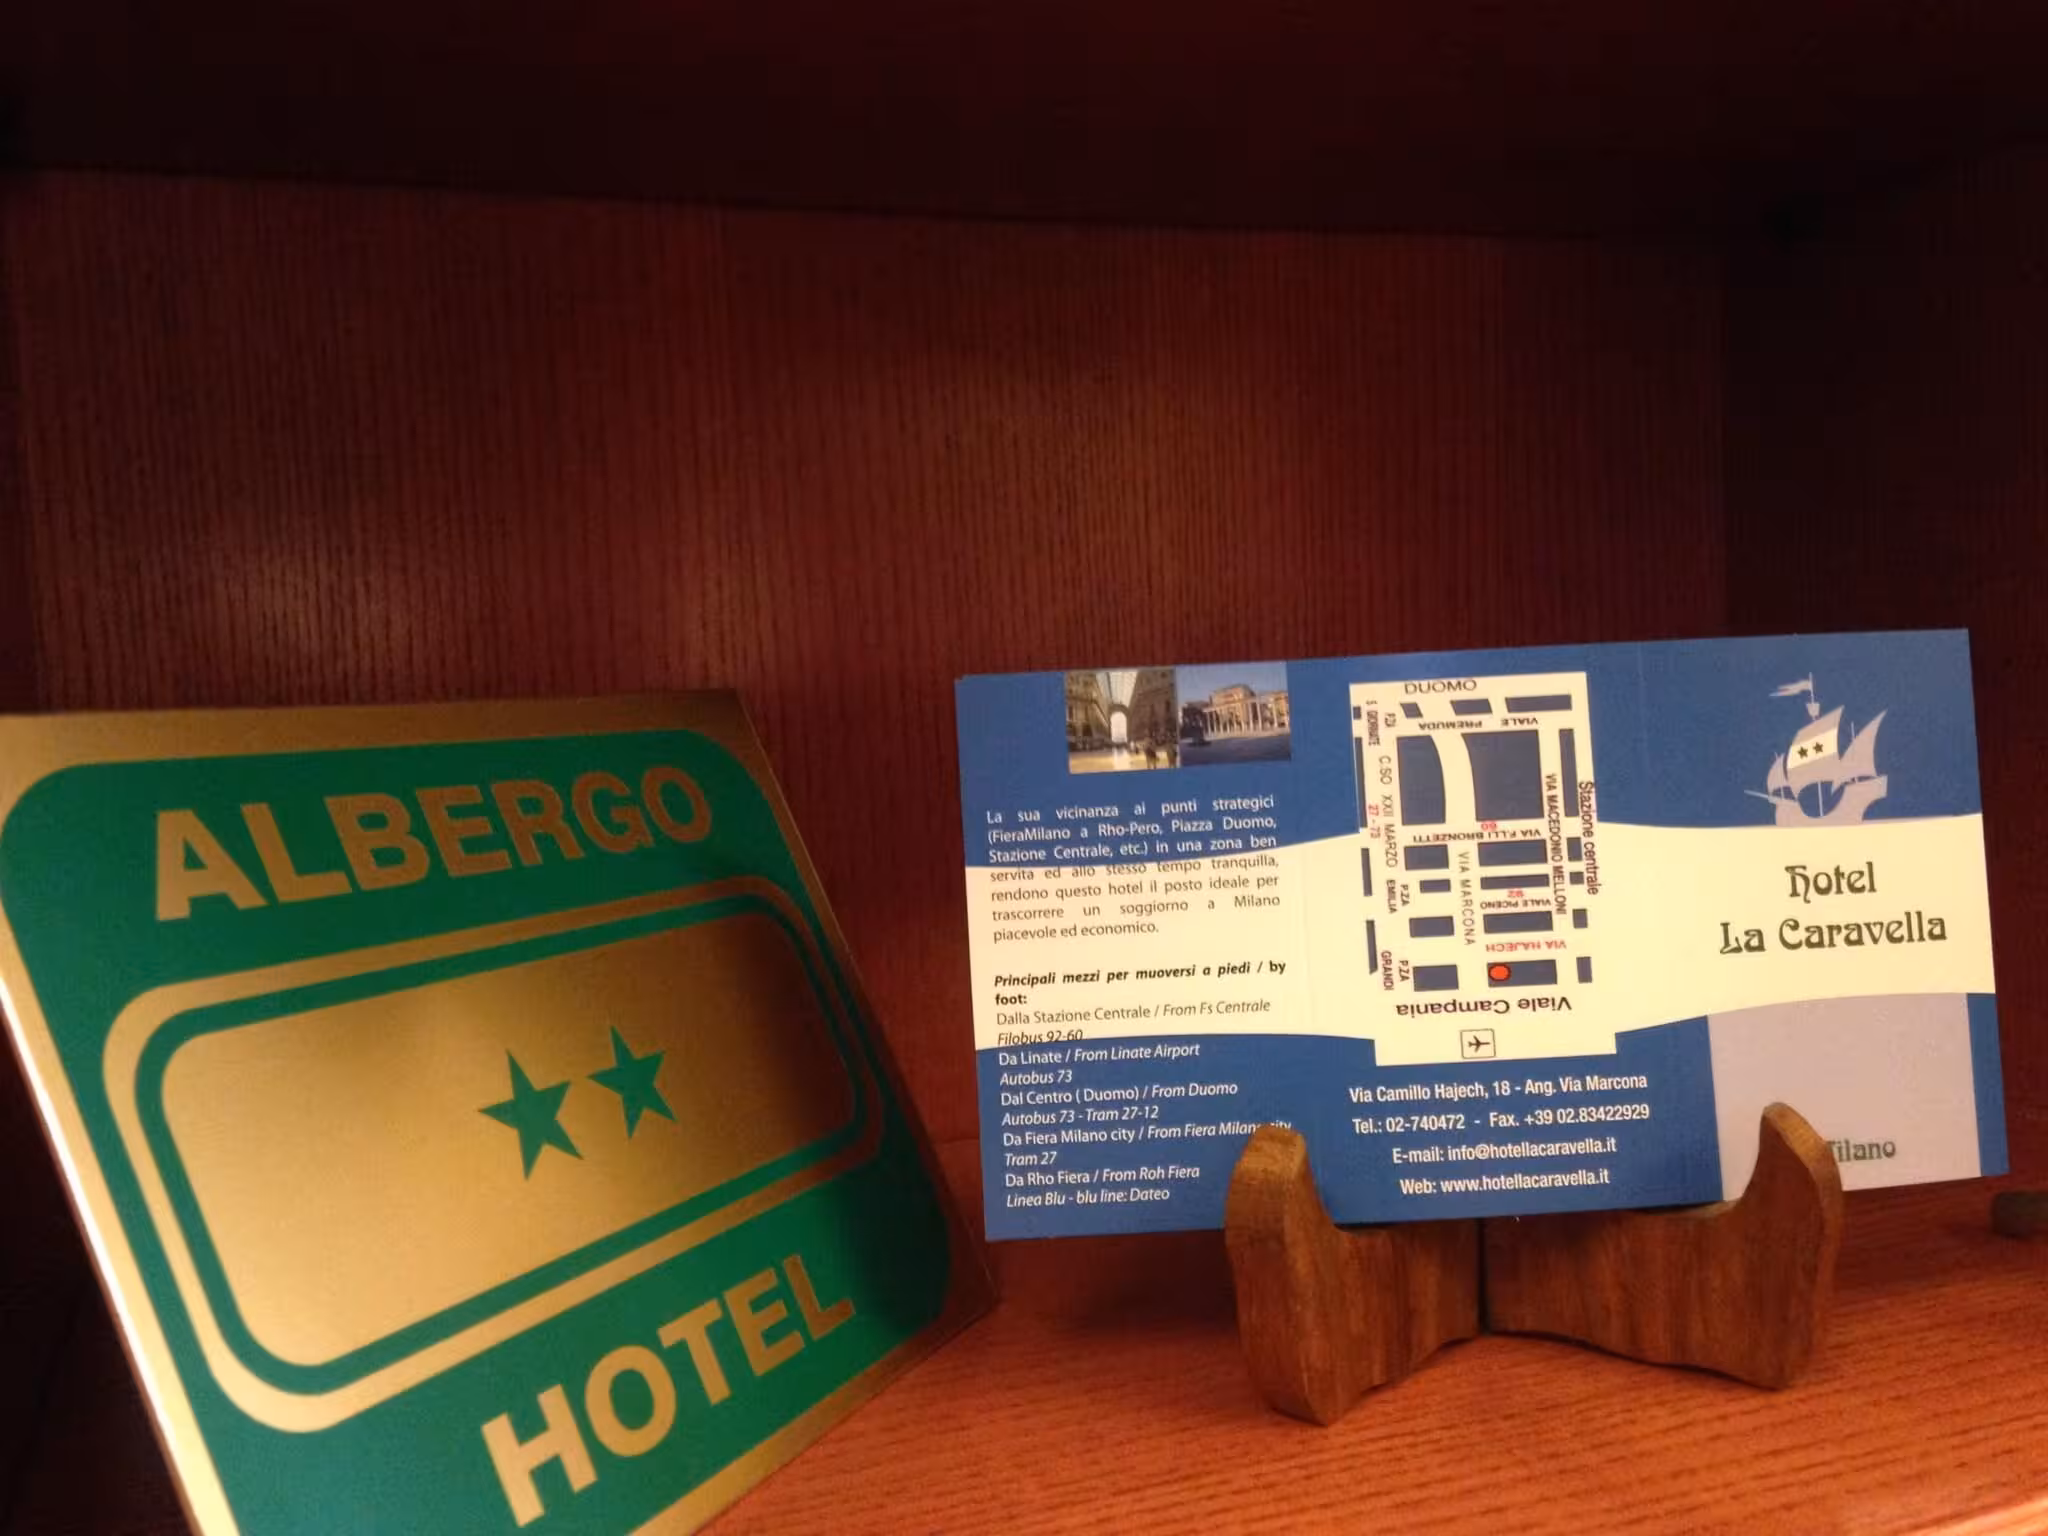 ALBERGO
HOTEL
La sua vicinanza ai punti strategici
(FieraMilano a Rho-Pero, Piazza Duomo,
Stazione Centrale, etc.) in una zona ben
servita ed allo stesso tempo tranquilla,
rendono questo hotel il posto ideale per
trascorrere un soggiorno a Milano
piacevole ed economico.
Principali mezzi per muoversi a piedi / by
foot:
Dalla Stazione Centrale / From Fs Centrale
Filobus 92-60
Da Linate / From Linate Airport
Autobus 73
Dal Centro ( Duomo) / From Duomo
Autobus 73 - Tram 27-12
Da Fiera Milano city / From Fiera Milano city
Tram 27
Da Rho Fiera / From Roh Fiera
Linea Blu - blu line: Dateo
DUOMO
VIALE PREMUDA
P.ZA
5 GIORNATE
C.SO XXII MARZO
27 - 73
VIA MACEDONIO MELLONI
Stazione centrale
60
VIA F.LLI BRONZETTI
VIA MARCONA
92
VIALE PICENO
P.ZA
EMILIA
VIA HAJECH
P.ZA
GRANDI
Viale Campania
Via Camillo Hajech, 18 - Ang. Via Marcona
Tel.: 02-740472 - Fax. +39 02.83422929
E-mail: info@hotellacaravella.it
Web: www.hotellacaravella.it
Hotel
La Caravella
Milano